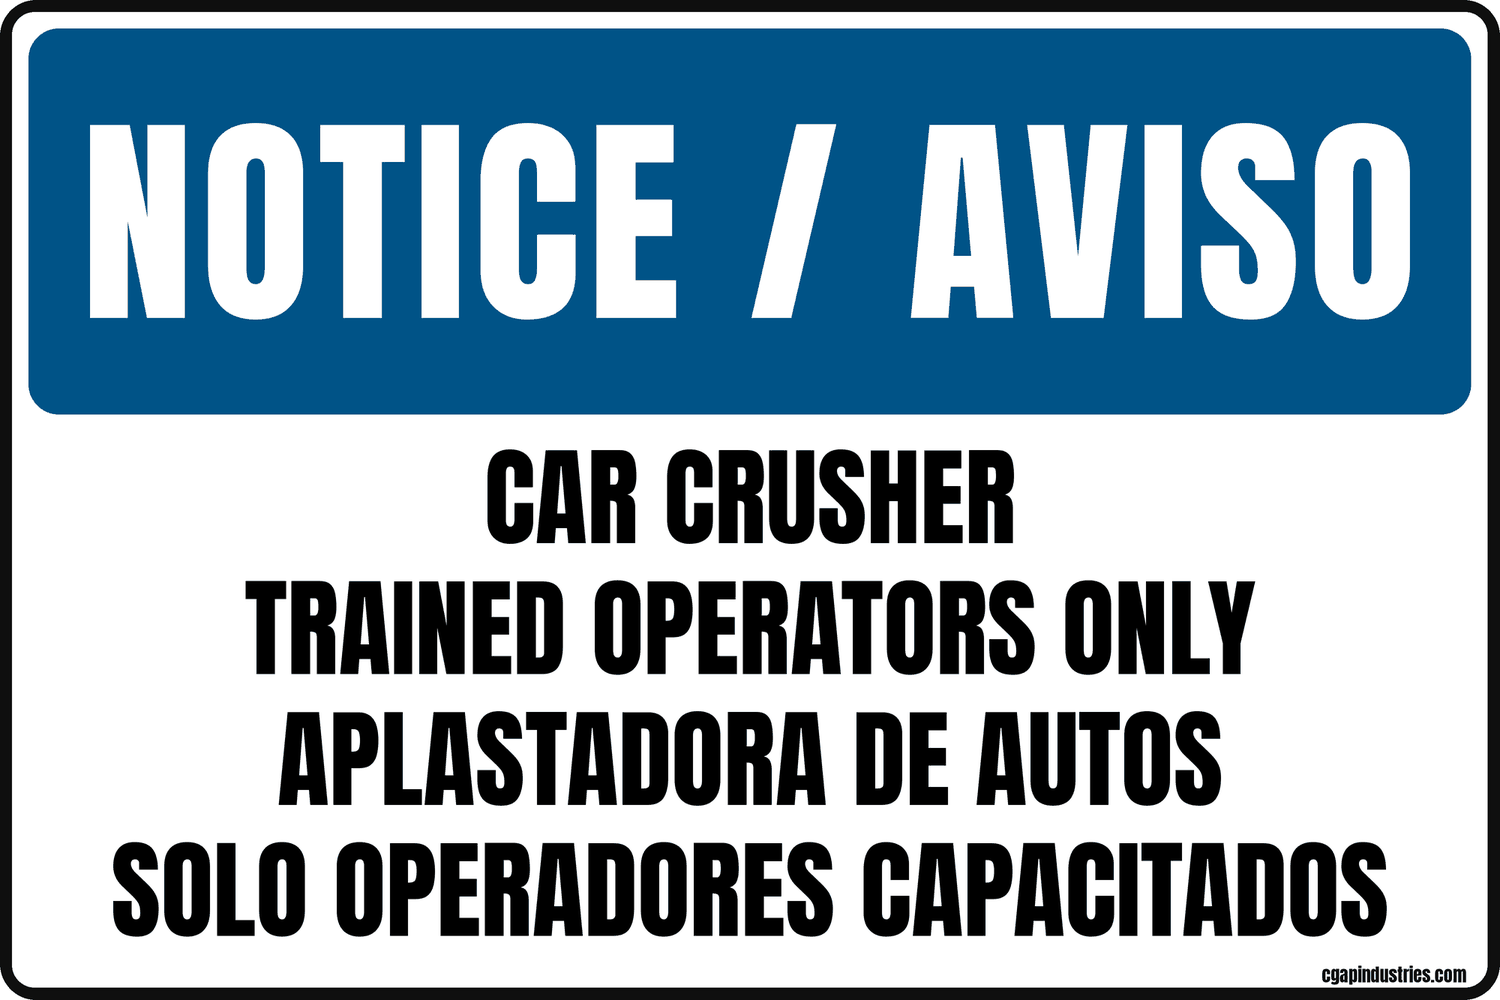 NOTICE / AVISO
CAR CRUSHER
TRAINED OPERATORS ONLY
APLASTADORA DE AUTOS
SOLO OPERADORES CAPACITADOS
cgapindustries.com